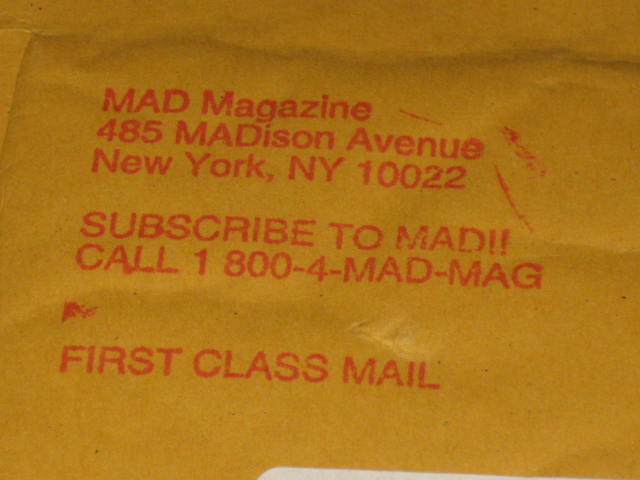 MAD Magazine
485 MADison Avenue
New York, NY 10022
SUBSCRIBE TO MAD!!
CALL 1 800-4-MAD-MAG
FIRST CLASS MAIL